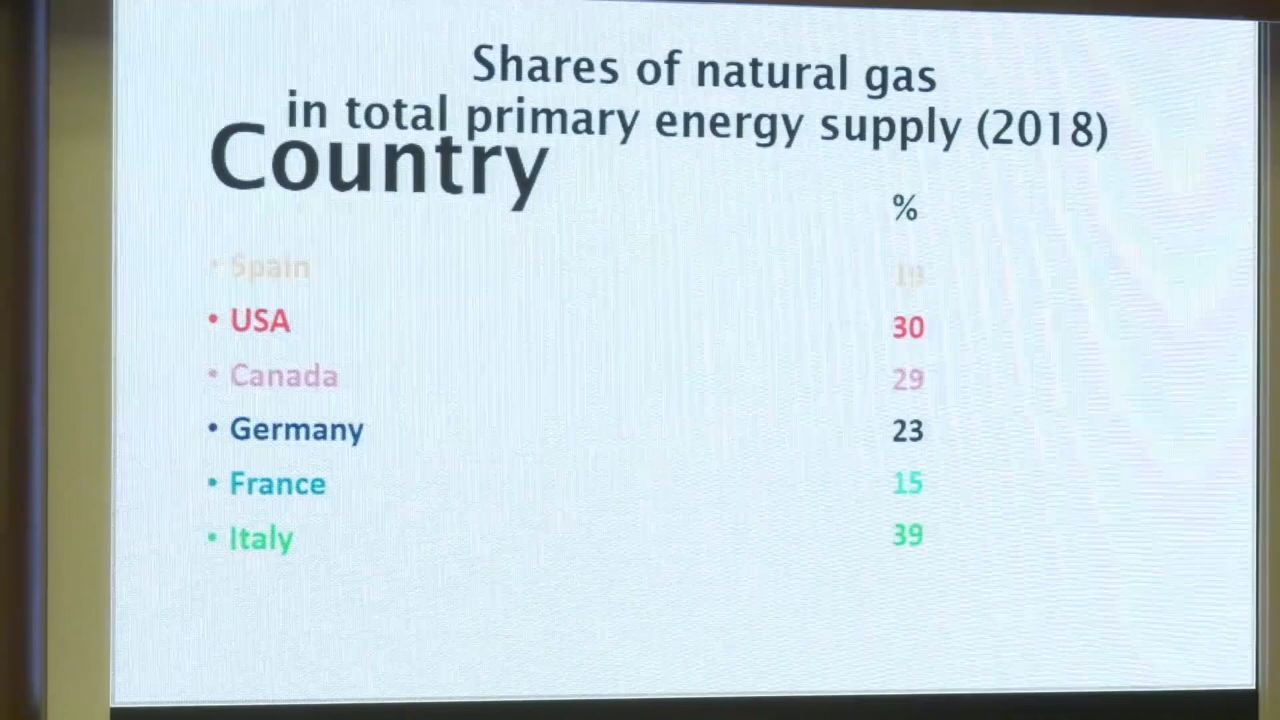 Shares of natural gas
in total primary energy supply (2018)
Country
%
• Spain
• USA 30
• Canada 29
• Germany 23
• France 15
• Italy 39